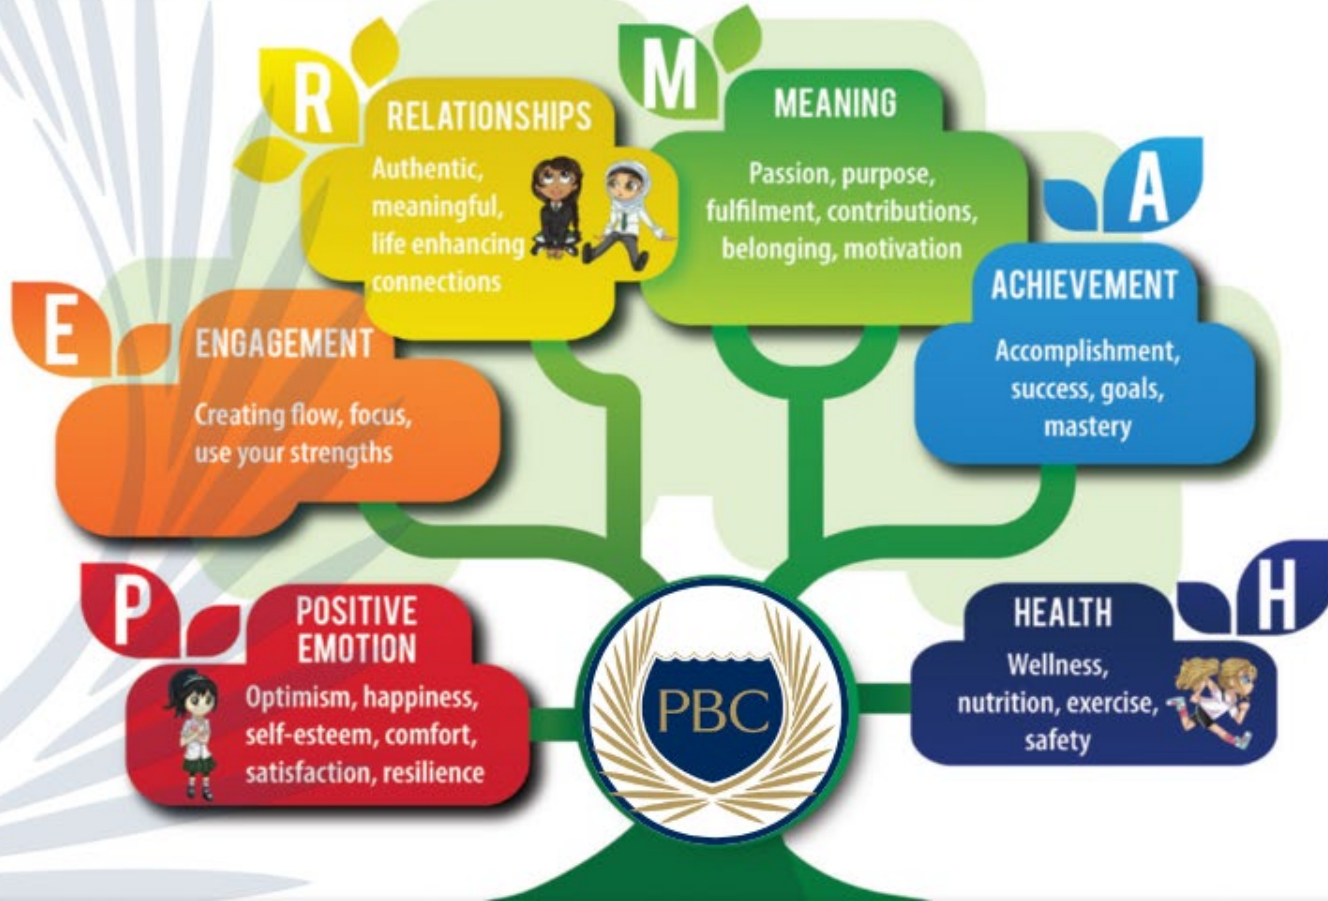 P
POSITIVE
EMOTION
Optimism, happiness,
self-esteem, comfort,
satisfaction, resilience
E
ENGAGEMENT
Creating flow, focus,
use your strengths
R
RELATIONSHIPS
Authentic,
meaningful,
life enhancing
connections
M
MEANING
Passion, purpose,
fulfilment, contributions,
belonging, motivation
A
ACHIEVEMENT
Accomplishment,
success, goals,
mastery
H
HEALTH
Wellness,
nutrition, exercise,
safety
PBC